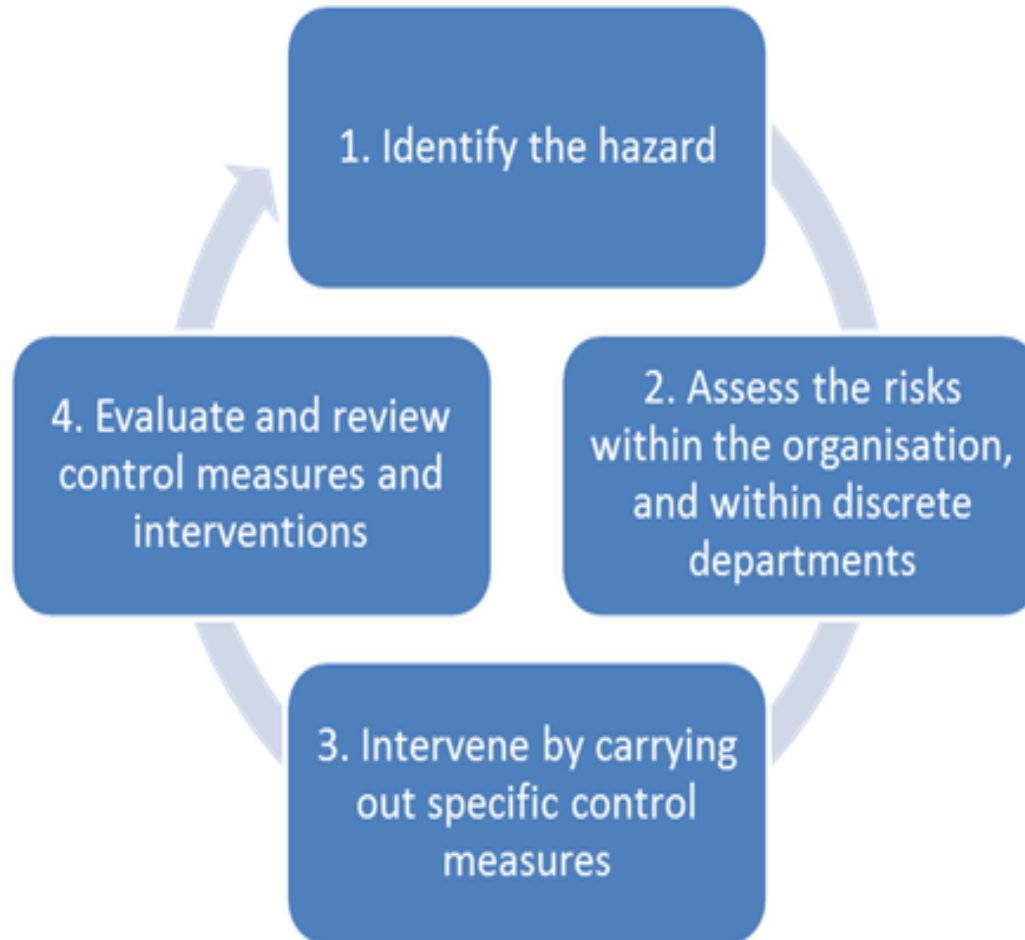 1. Identify the hazard
2. Assess the risks
within the organisation,
and within discrete
departments
3. Intervene by carrying
out specific control
measures
4. Evaluate and review
control measures and
interventions